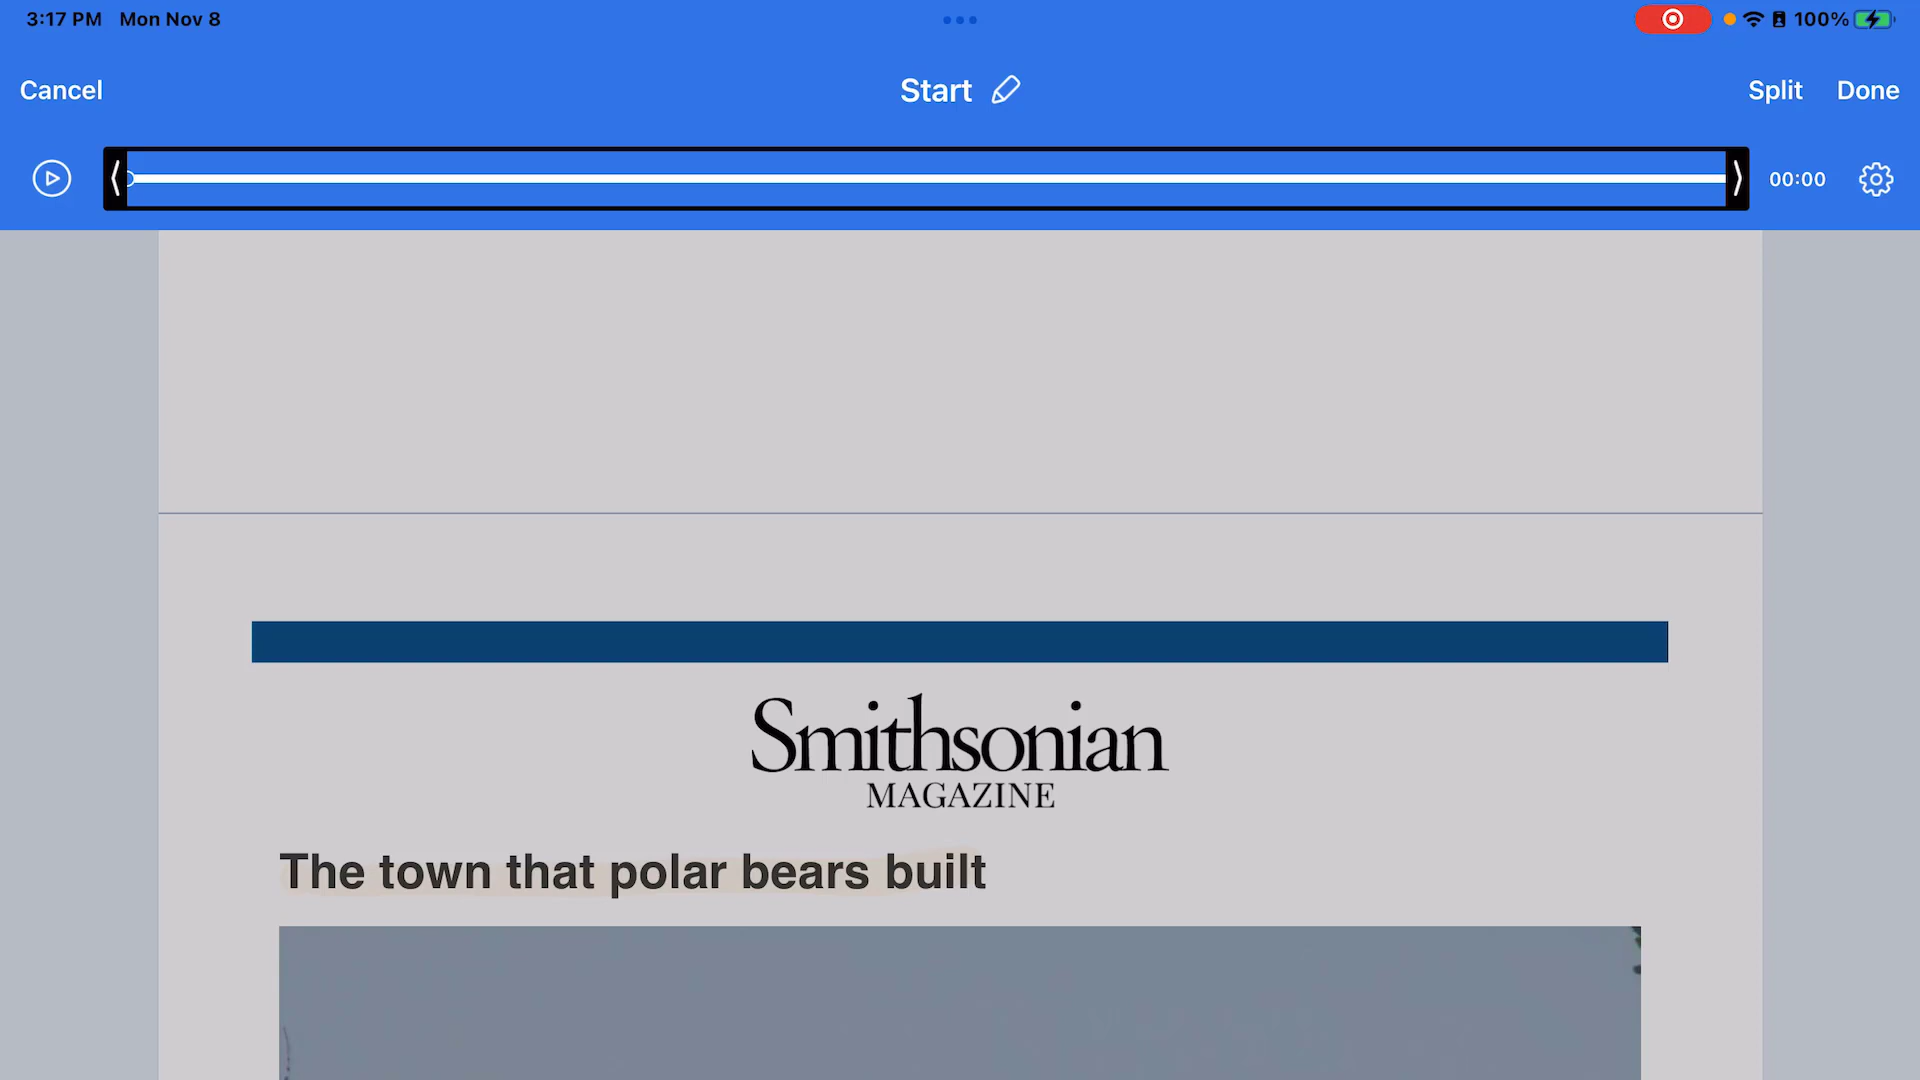 3:17 PM Mon Nov 8
100%
Cancel
Start
Split
Done
00:00
Smithsonian
MAGAZINE
The town that polar bears built